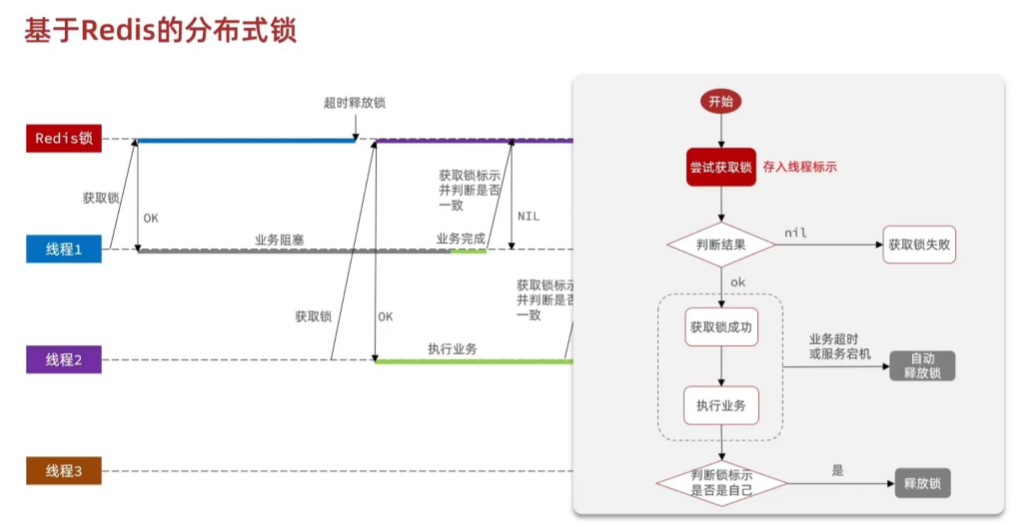 基于Redis的分布式锁
超时释放锁
Redis锁
获取锁
OK
获取锁标示
并判断是否
一致
NIL
线程1
业务阻塞
业务完成
获取锁
OK
获取锁标示
并判断是否
一致
线程2
执行业务
线程3
开始
尝试获取锁
存入线程标示
判断结果
nil
获取锁失败
ok
获取锁成功
业务超时
或服务宕机
自动
释放锁
执行业务
判断锁标示
是否是自己
是
释放锁